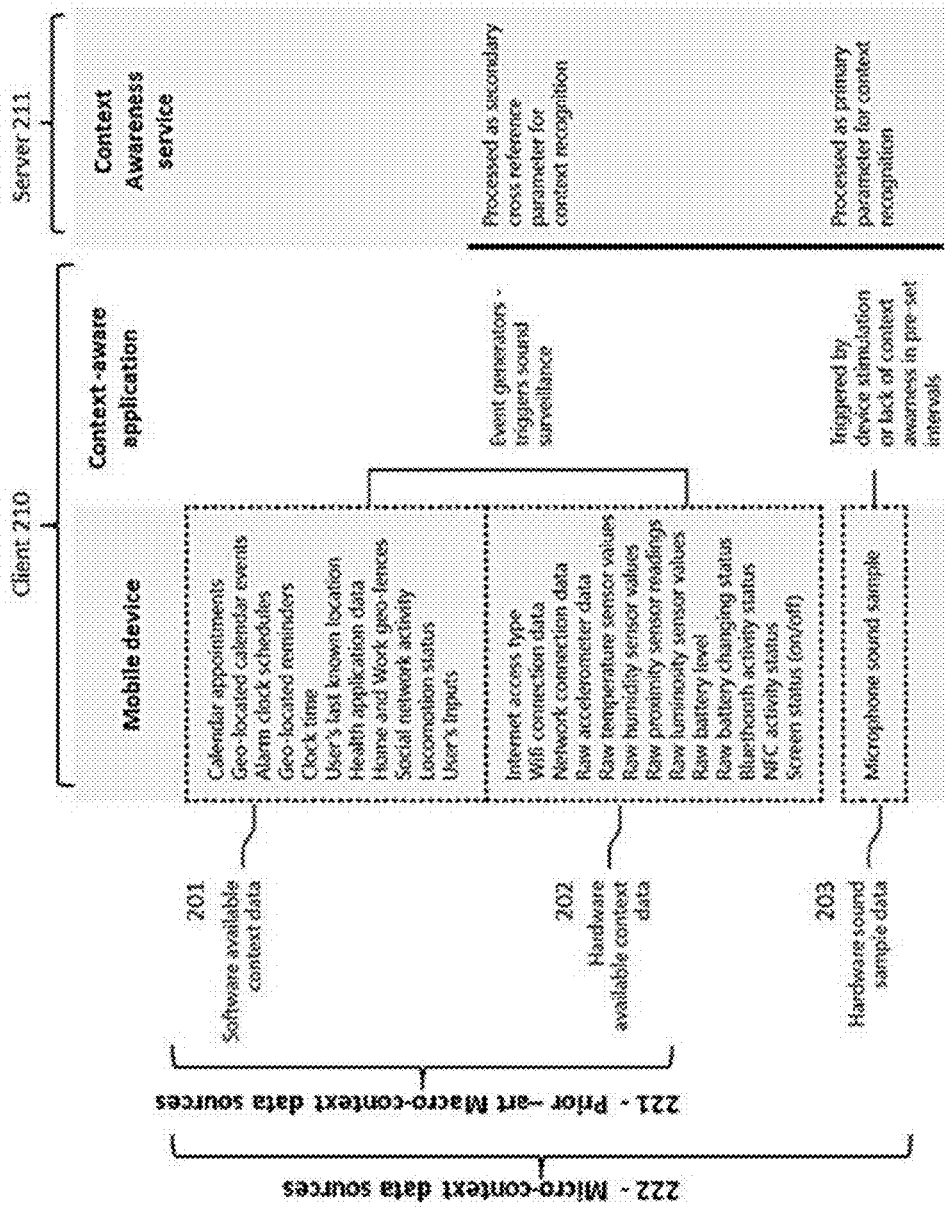 Client 210
Server 211
Mobile device
Context -aware
application
Context
Awareness
service
201
Software available
context data
Calendar appointments
Geo-located calendar events
Alarm clock schedules
Geo-located reminders
Clock time
User's last known location
Health application data
Home and Work geo-fences
Social network activity
Locomotion status
User's Inputs
202
Hardware
available context
data
Internet access type
Wifi connection data
Network connection data
Raw accelerometer data
Raw temperature sensor values
Raw humidity sensor values
Raw proximity sensor readings
Raw luminosity sensor values
Raw battery level
Raw battery changing status
Bluethooth activity status
NFC activity status
Screen status (on/off)
Event generators -
triggers sound
surveillance
Processed as secondary
cross reference
parameter for
context recognition
203
Hardware sound
sample data
Microphone sound sample
Triggered by
device stimulation
or lack of context
awarness in pre-set
intervals
Processed as primary
parameter for context
recognition
221 - Prior –art Macro-context data sources
222 - Micro-context data sources